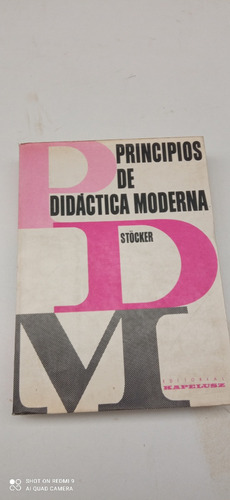 PRINCIPIOS
DE
DIDÁCTICA MODERNA
STÖCKER
P
D
M
EDITORIAL
KAPELUSZ
SHOT ON REDMI 9
AI QUAD CAMERA